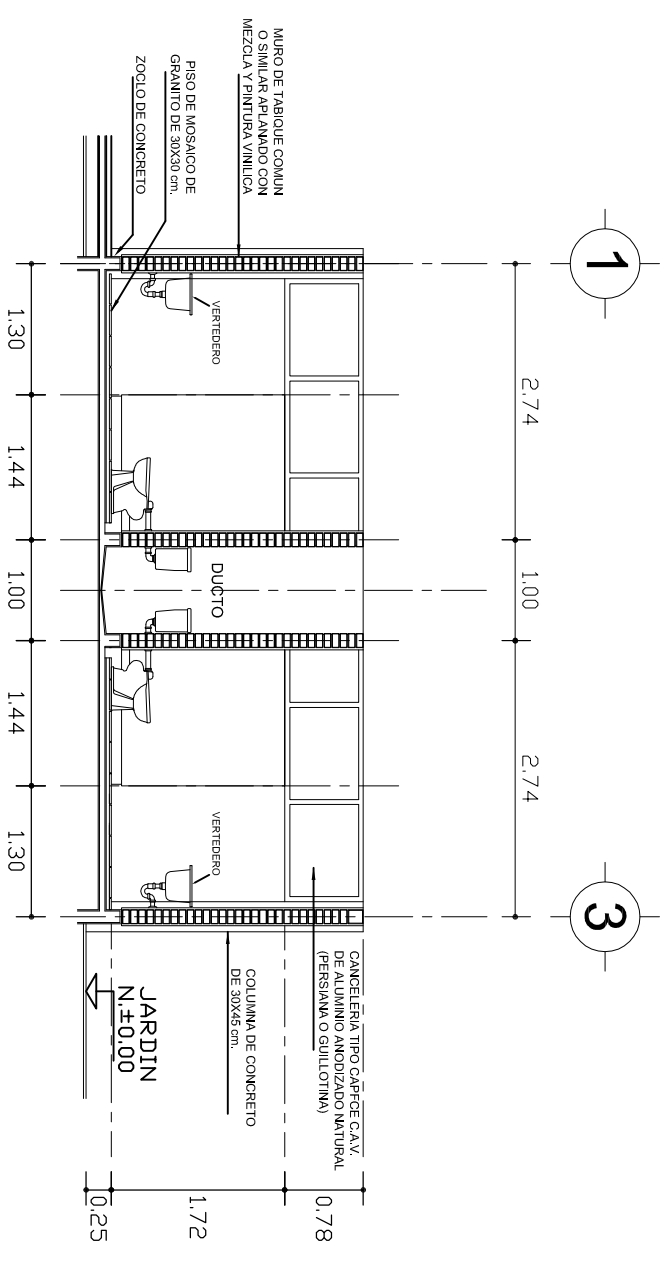 1
3
2.74
1.00
2.74
MURO DE TABIQUE COMUN
O SIMILAR APLANADO CON
MEZCLA Y PINTURA VINILICA
PISO DE MOSAICO DE
GRANITO DE 30X30 cm.
ZOCLO DE CONCRETO
VERTEDERO
DUCTO
VERTEDERO
CANCELERIA TIPO CAPFCE C.A.V.
DE ALUMINIO ANODIZADO NATURAL
(PERSIANA O GUILLOTINA)
COLUMNA DE CONCRETO
DE 30X45 cm.
JARDIN
N.±0.00
0.78
1.72
0.25
1.30
1.44
1.00
1.44
1.30